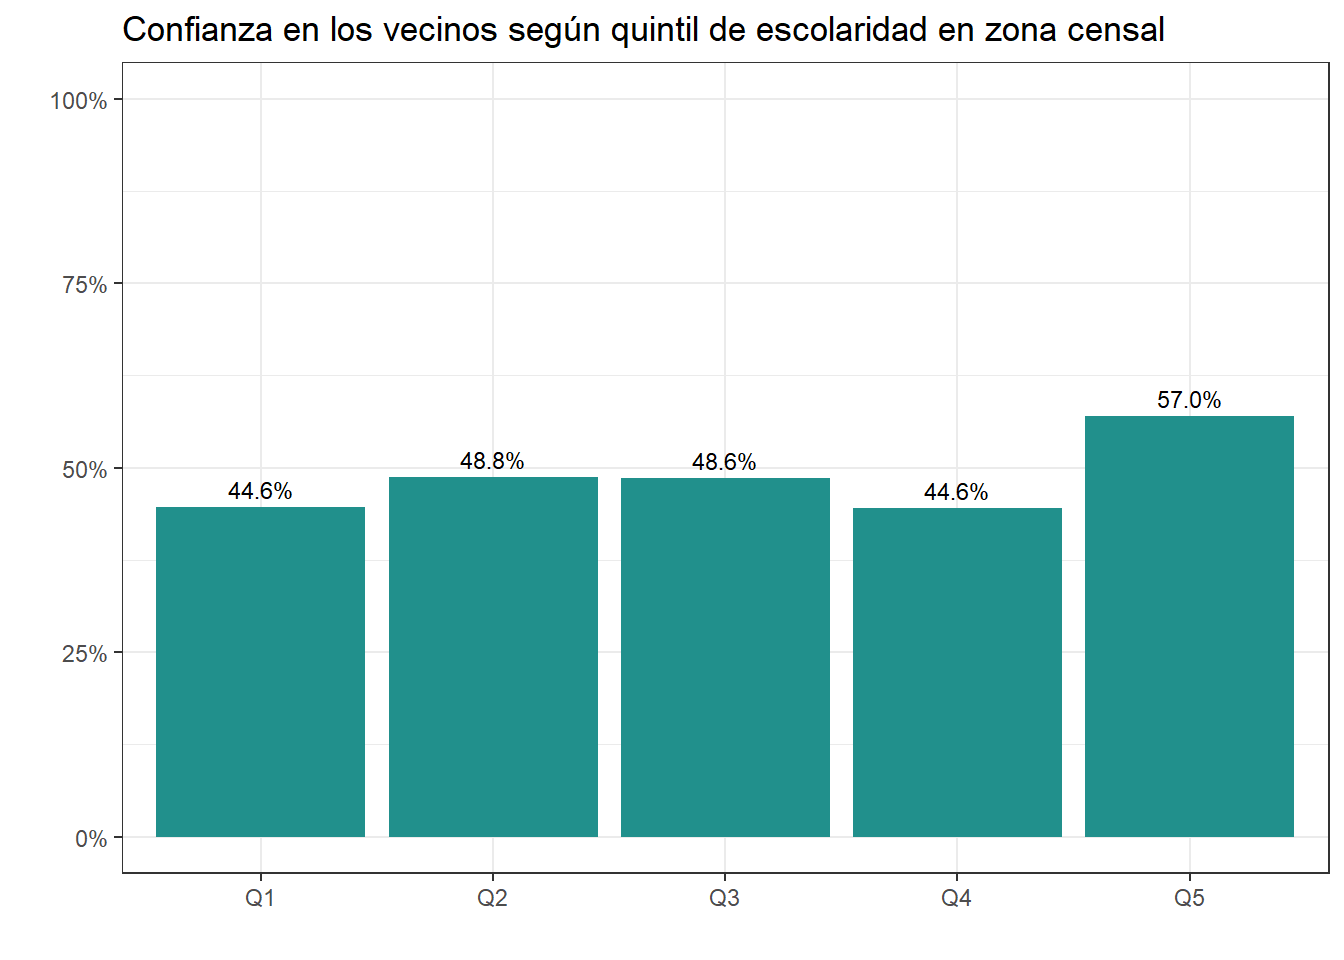 Confianza en los vecinos según quintil de escolaridad en zona censal
100%
75%
50%
25%
0%
44.6%
48.8%
48.6%
44.6%
57.0%
Q1
Q2
Q3
Q4
Q5